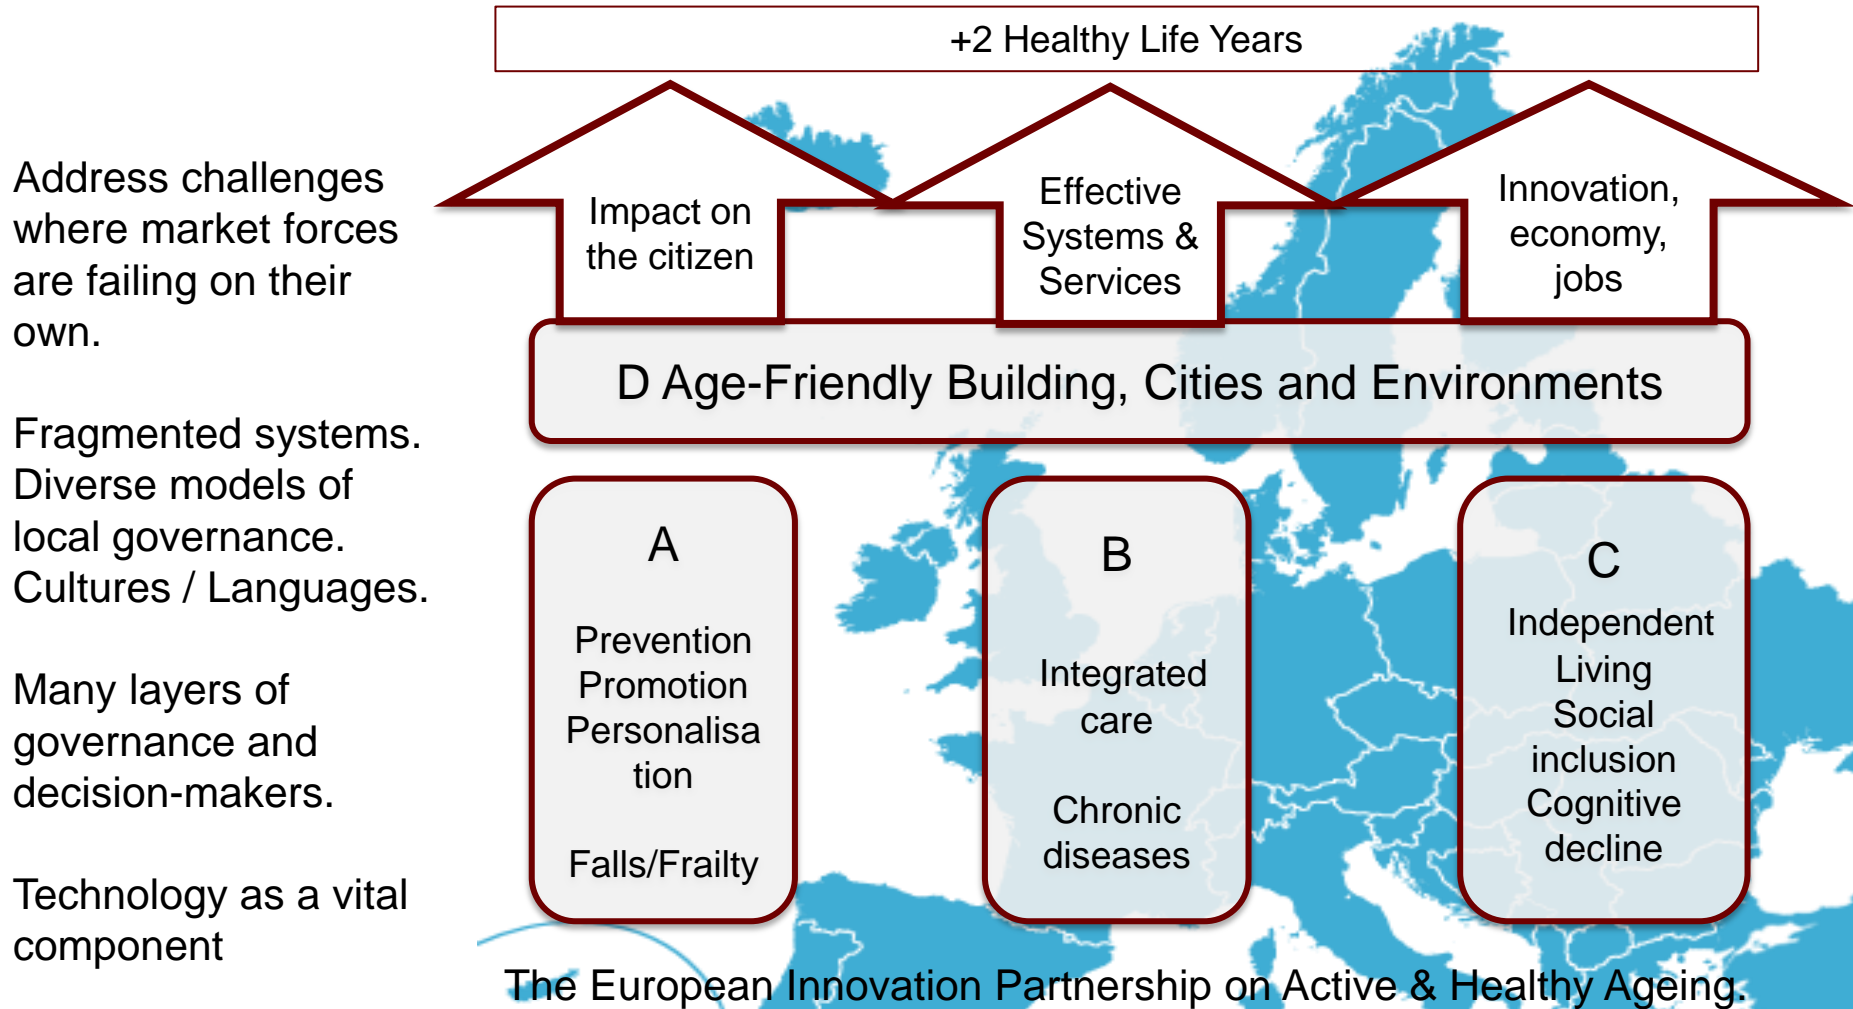 +2 Healthy Life Years
Address challenges
where market forces
are failing on their
own.
Fragmented systems.
Diverse models of
local governance.
Cultures / Languages.
Many layers of
governance and
decision-makers.
Technology as a vital
component
Impact on
the citizen
Effective
Systems &
Services
Innovation,
economy,
jobs
D Age-Friendly Building, Cities and Environments
A
Prevention
Promotion
Personalisa
tion
Falls/Frailty
B
Integrated
care
Chronic
diseases
C
Independent
Living
Social
inclusion
Cognitive
decline
The European Innovation Partnership on Active & Healthy Ageing.